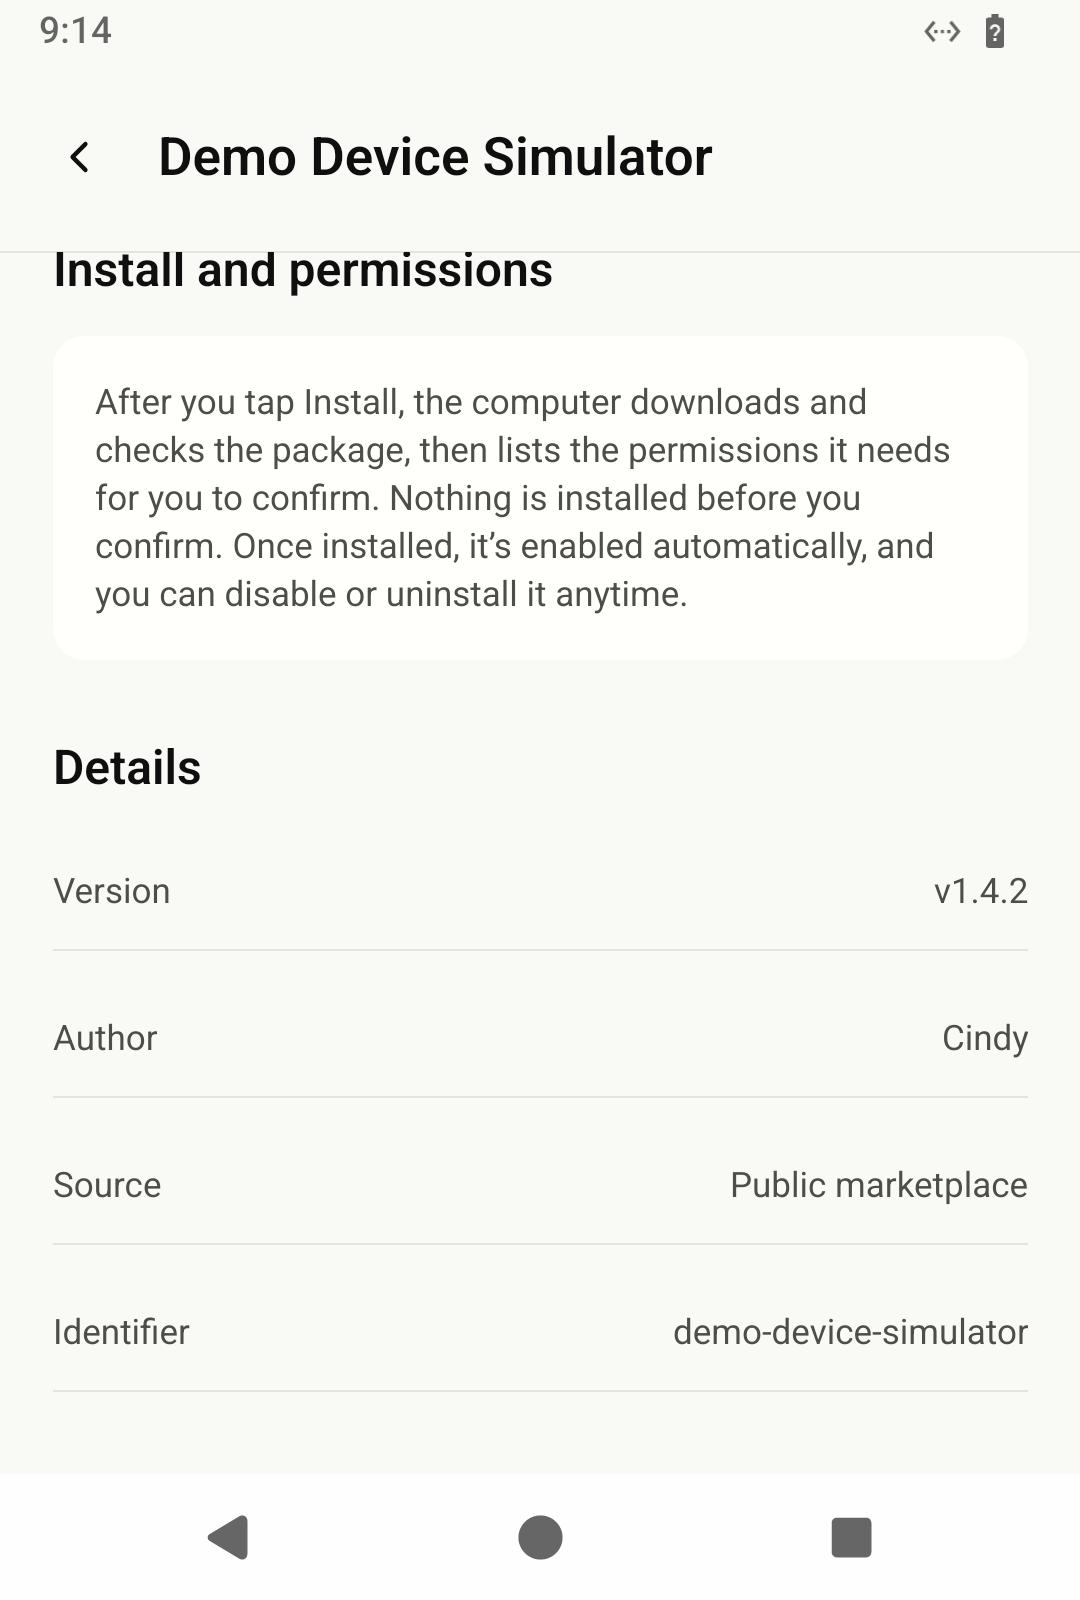 9:14
Demo Device Simulator
Install and permissions
After you tap Install, the computer downloads and
checks the package, then lists the permissions it needs
for you to confirm. Nothing is installed before you
confirm. Once installed, it’s enabled automatically, and
you can disable or uninstall it anytime.
Details
Version v1.4.2
Author Cindy
Source Public marketplace
Identifier demo-device-simulator